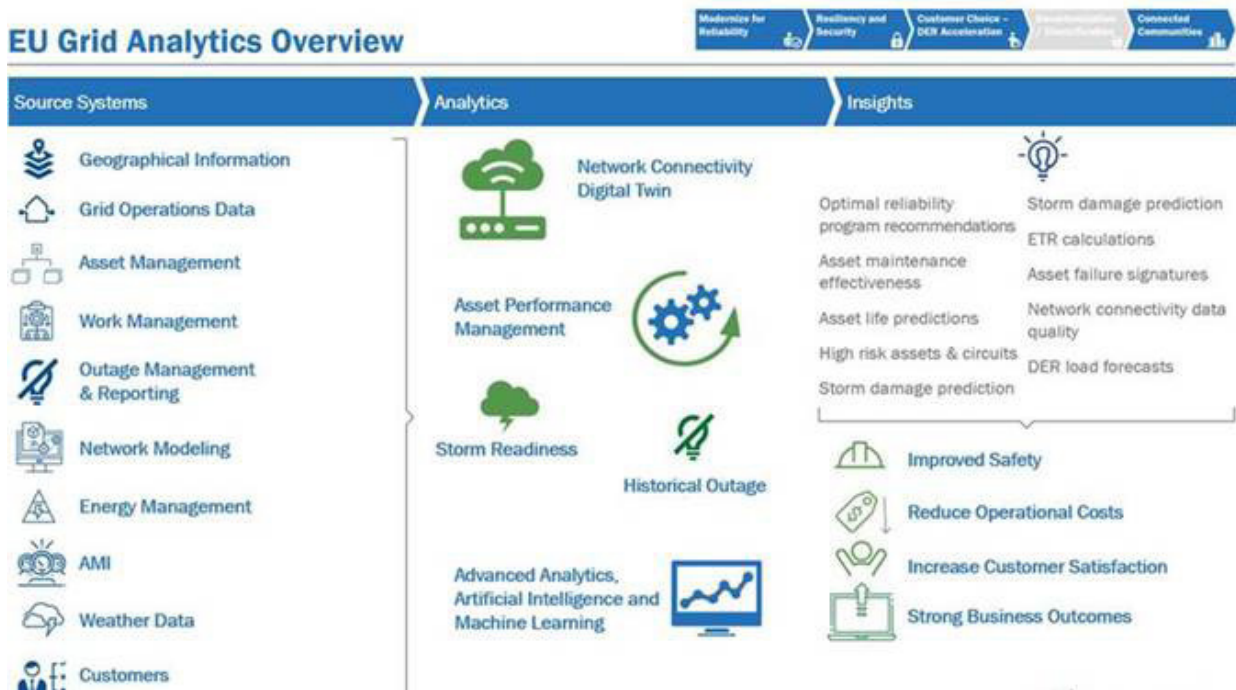 EU Grid Analytics Overview
Modernize for
Reliability
Resiliency and
Security
Customer Choice –
DER Acceleration
Connected
Communities
Source Systems
Geographical Information
Grid Operations Data
Asset Management
Work Management
Outage Management
& Reporting
Network Modeling
Energy Management
AMI
Weather Data
Customers
Analytics
Network Connectivity
Digital Twin
Asset Performance
Management
Storm Readiness
Historical Outage
Advanced Analytics,
Artificial Intelligence and
Machine Learning
Insights
Optimal reliability
program recommendations
Asset maintenance
effectiveness
Asset life predictions
High risk assets & circuits
Storm damage prediction
Storm damage prediction
ETR calculations
Asset failure signatures
Network connectivity data
quality
DER load forecasts
Improved Safety
Reduce Operational Costs
Increase Customer Satisfaction
Strong Business Outcomes